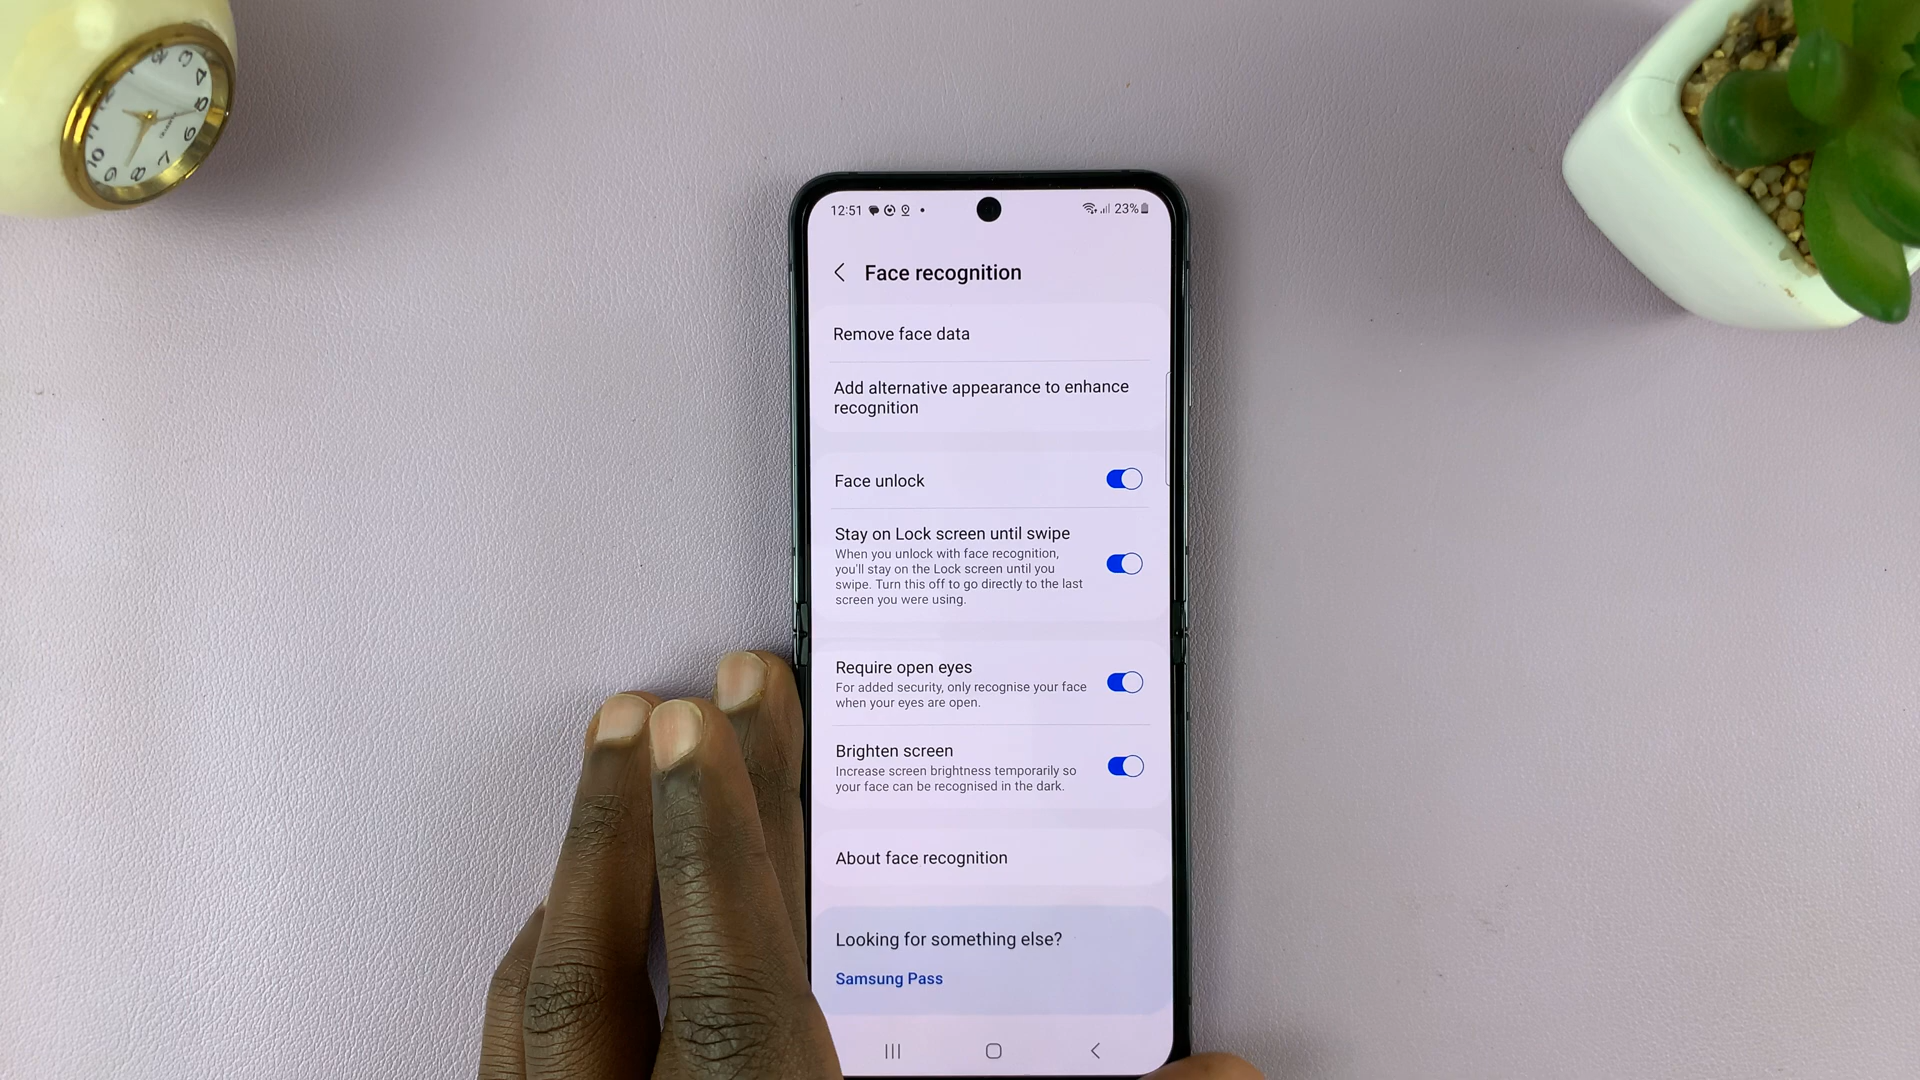 12:51
23%
Face recognition
Remove face data
Add alternative appearance to enhance
recognition
Face unlock
Stay on Lock screen until swipe
When you unlock with face recognition,
you'll stay on the Lock screen until you
swipe. Turn this off to go directly to the last
screen you were using.
Require open eyes
For added security, only recognise your face
when your eyes are open.
Brighten screen
Increase screen brightness temporarily so
your face can be recognised in the dark.
About face recognition
Looking for something else?
Samsung Pass